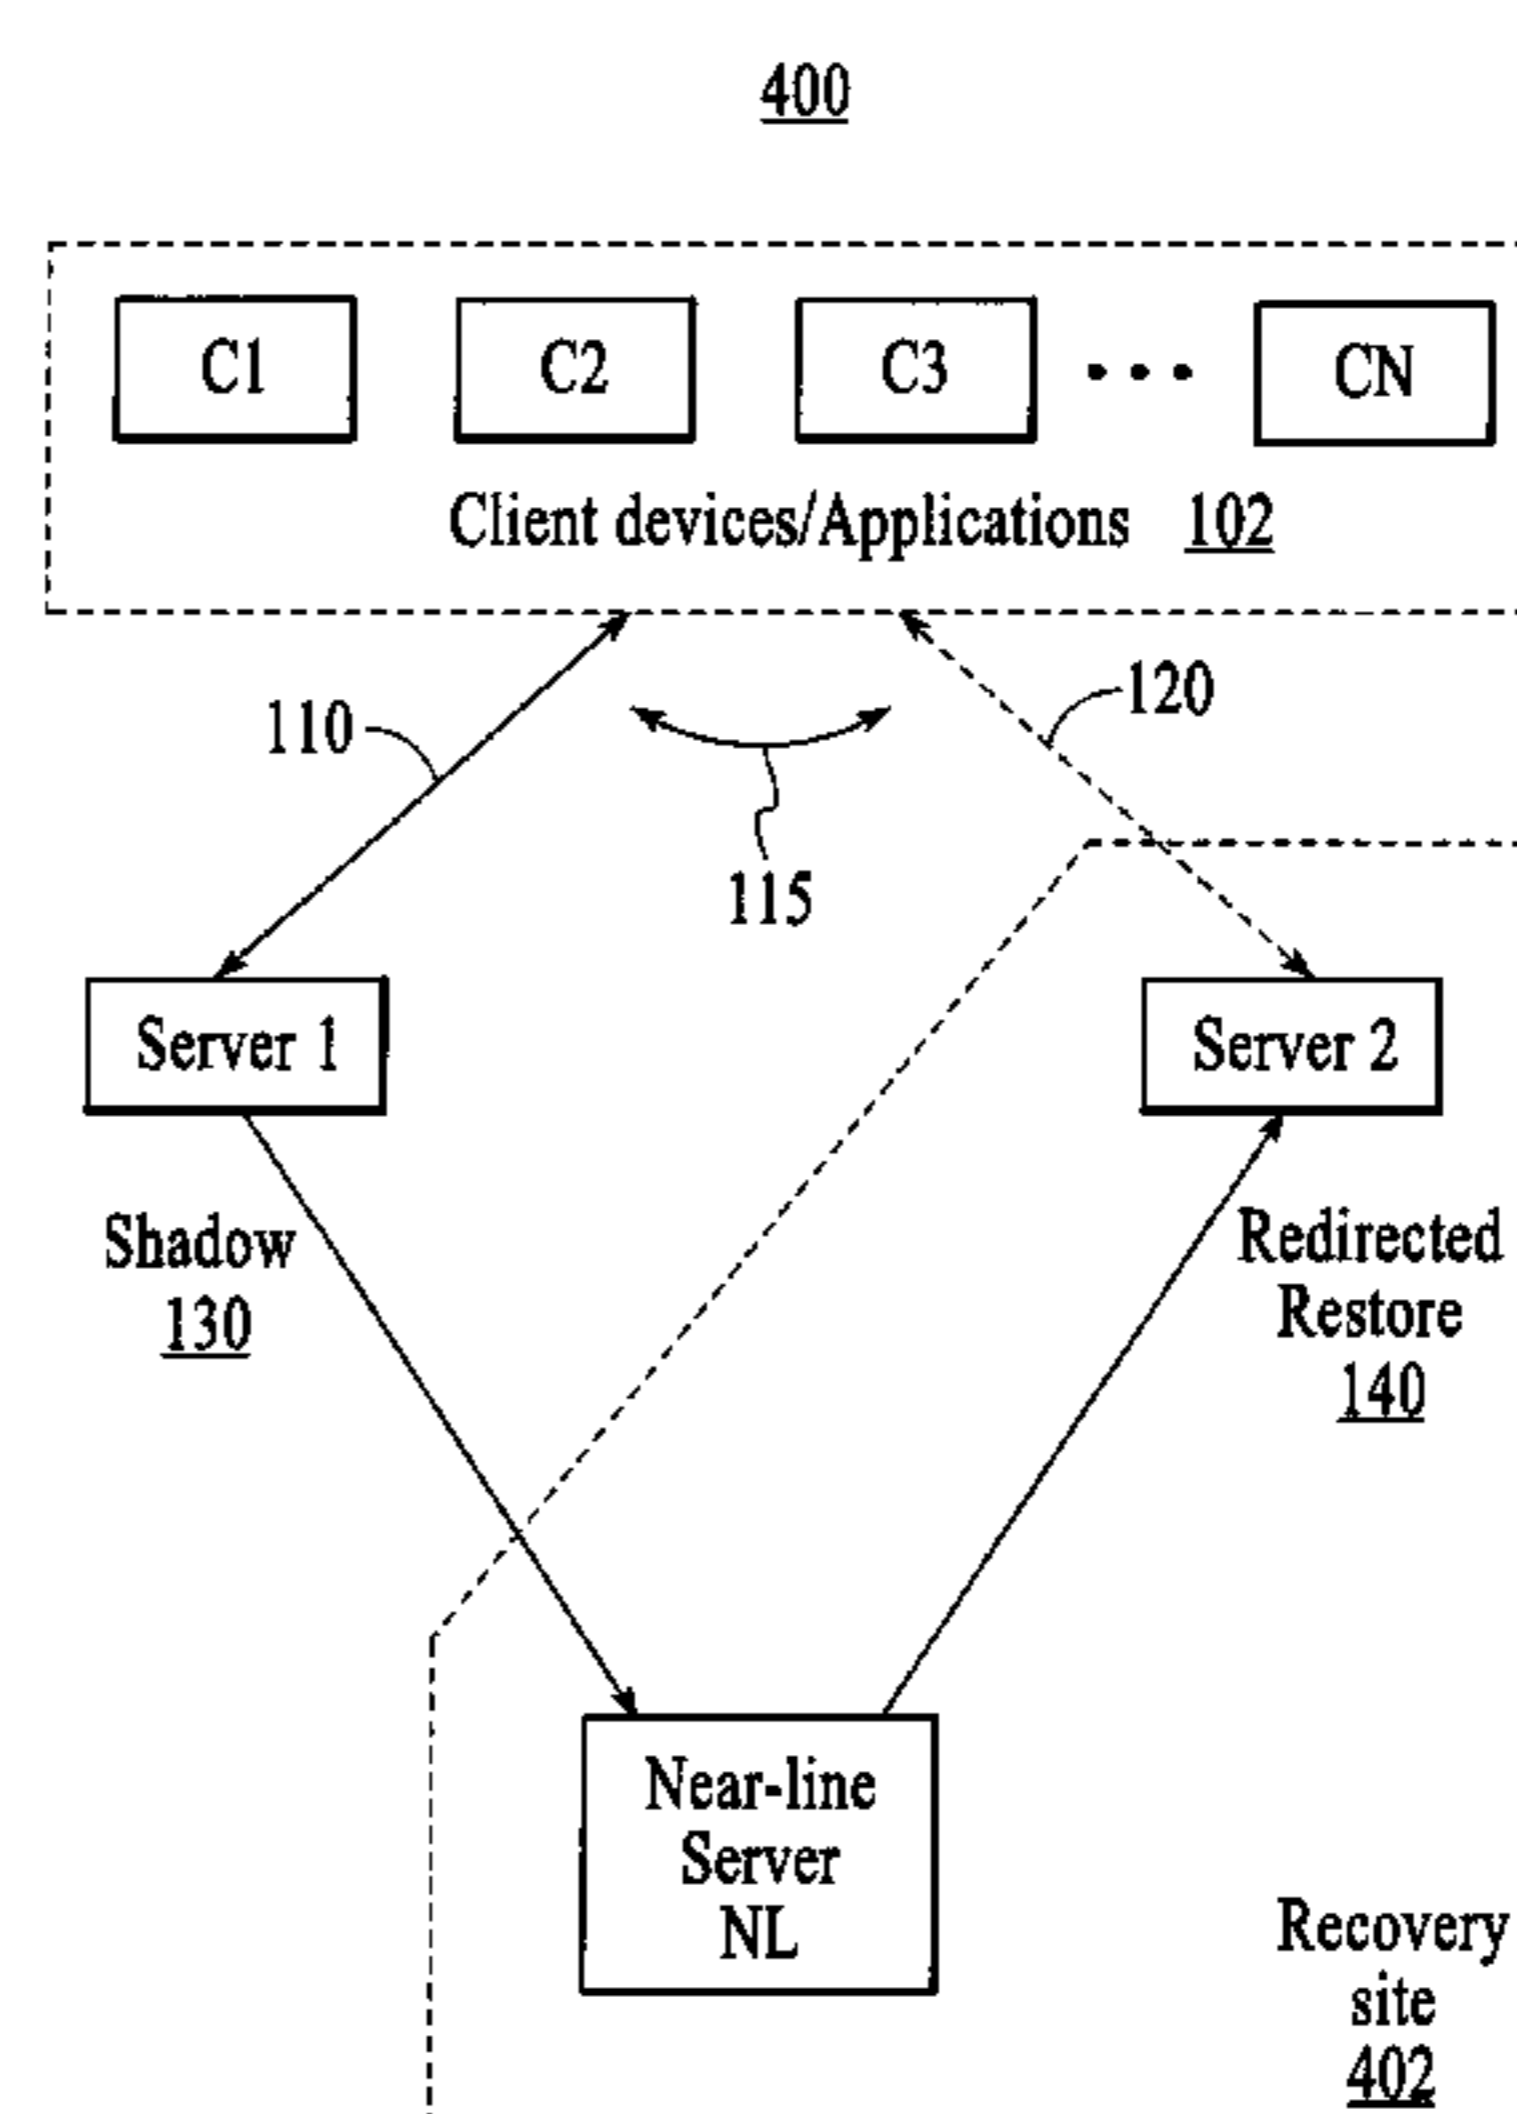 400
C1 C2 C3 ••• CN
Client devices/Applications 102
110
120
115
Server 1
Server 2
Shadow
130
Redirected
Restore
140
Near-line
Server
NL
Recovery
site
402